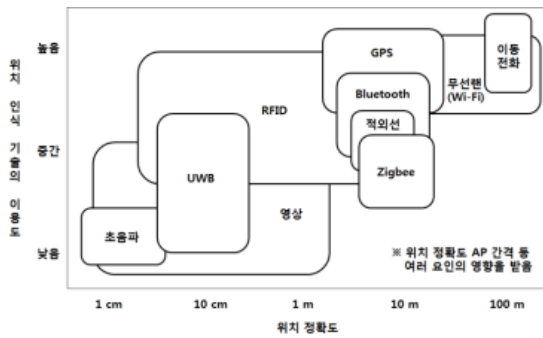 높음
위치 인식 기술의 이용도
중간
낮음
GPS
이동
전화
무선랜
(Wi-Fi)
Bluetooth
RFID
적외선
Zigbee
UWB
영상
초음파
※ 위치 정확도 AP 간격 등
여러 요인의 영향을 받음
1 cm
10 cm
1 m
10 m
100 m
위치 정확도